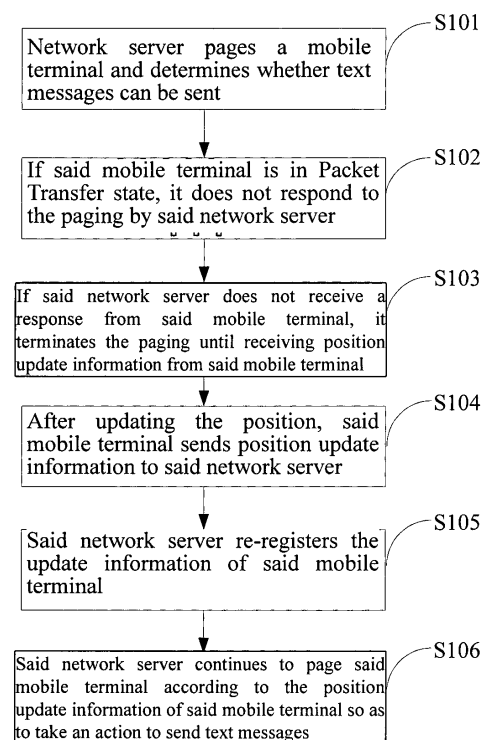 S101
Network server pages a mobile
terminal and determines whether text
messages can be sent
S102
If said mobile terminal is in Packet
Transfer state, it does not respond to
the paging by said network server
S103
If said network server does not receive a
response from said mobile terminal, it
terminates the paging until receiving position
update information from said mobile terminal
S104
After updating the position, said
mobile terminal sends position update
information to said network server
S105
Said network server re-registers the
update information of said mobile
terminal
S106
Said network server continues to page said
mobile terminal according to the position
update information of said mobile terminal so as
to take an action to send text messages